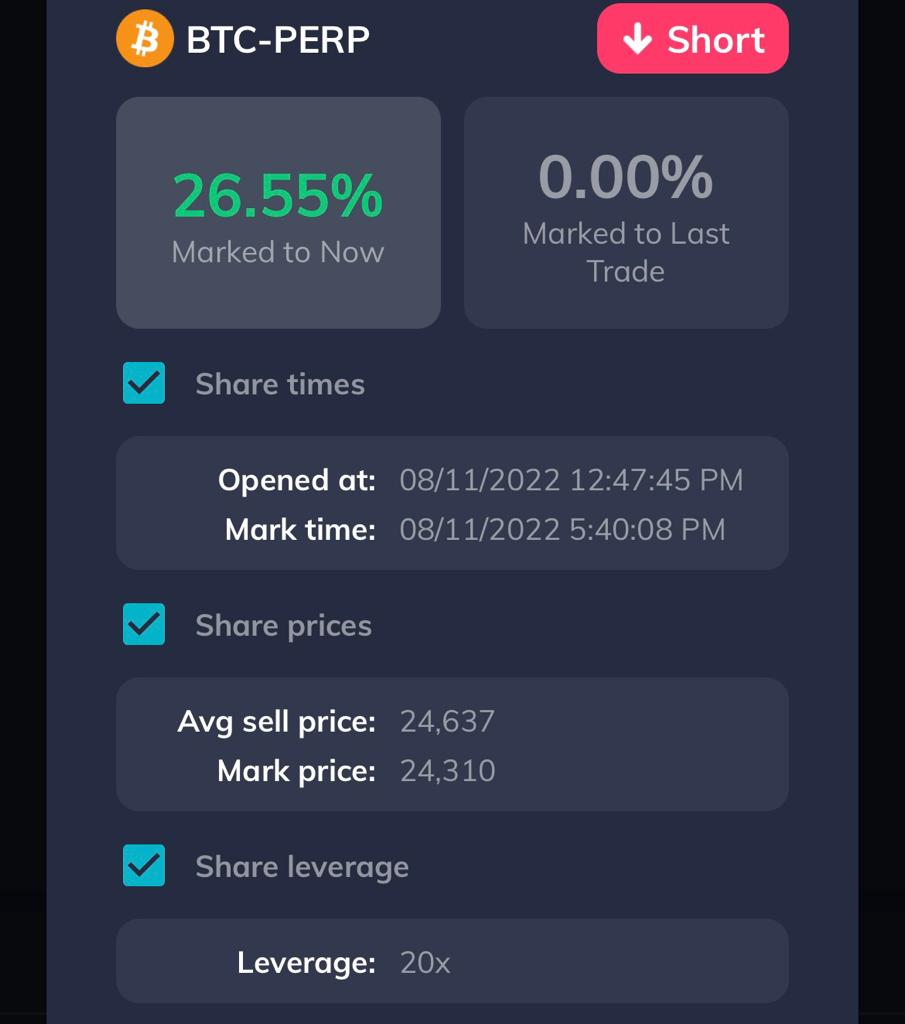 BTC-PERP
Short
26.55%
Marked to Now
0.00%
Marked to Last
Trade
Share times
Opened at: 08/11/2022 12:47:45 PM
Mark time: 08/11/2022 5:40:08 PM
Share prices
Avg sell price: 24,637
Mark price: 24,310
Share leverage
Leverage: 20x